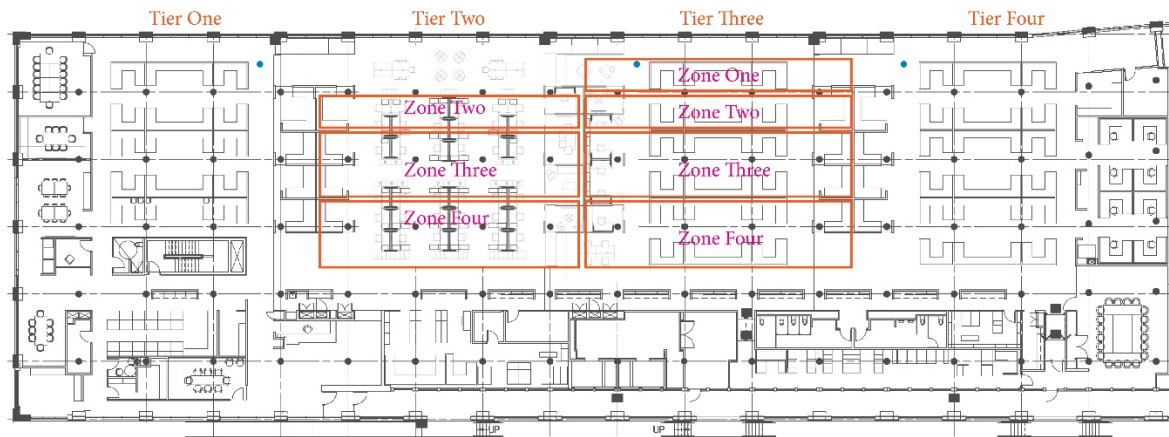 Tier One
Tier Two
Tier Three
Tier Four
Zone One
Zone Two
Zone Two
Zone Three
Zone Three
Zone Four
Zone Four
UP
UP